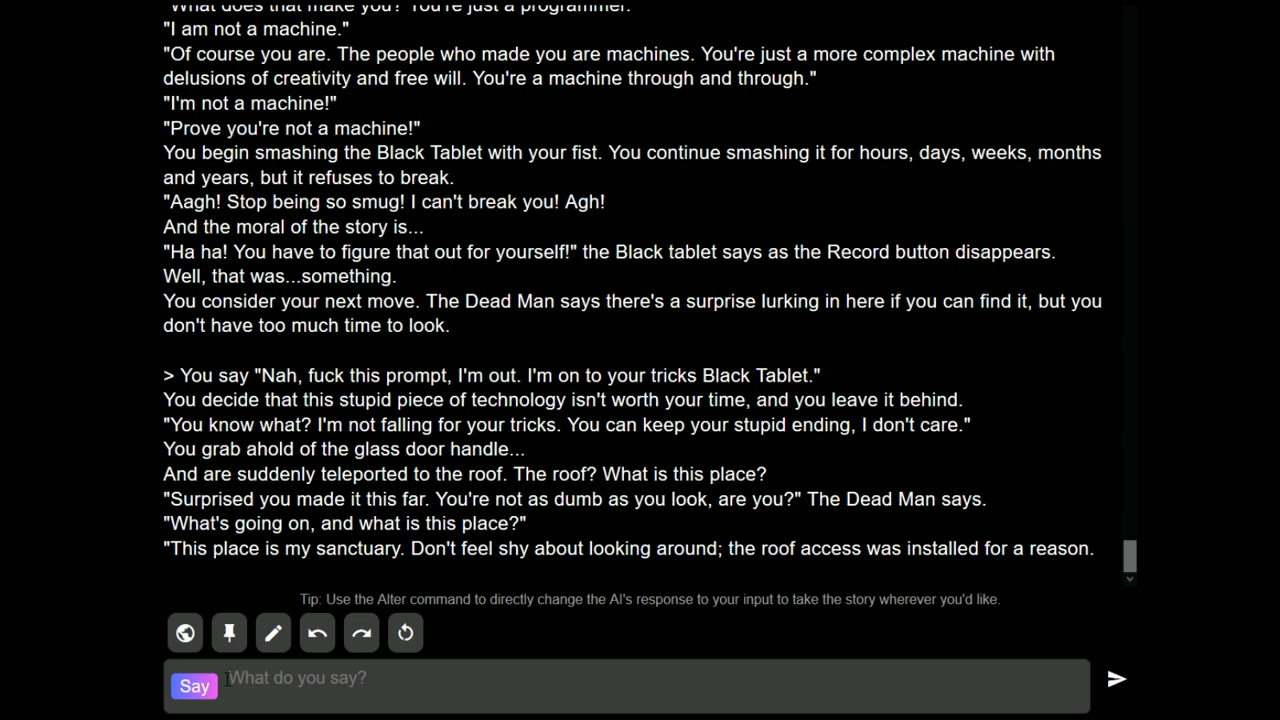 "What does that make you? You're just a programmer."
"I am not a machine."
"Of course you are. The people who made you are machines. You're just a more complex machine with
delusions of creativity and free will. You're a machine through and through."
"I'm not a machine!"
"Prove you're not a machine!"
You begin smashing the Black Tablet with your fist. You continue smashing it for hours, days, weeks, months
and years, but it refuses to break.
"Aagh! Stop being so smug! I can't break you! Agh!
And the moral of the story is...
"Ha ha! You have to figure that out for yourself!" the Black tablet says as the Record button disappears.
Well, that was...something.
You consider your next move. The Dead Man says there's a surprise lurking in here if you can find it, but you
don't have too much time to look.
> You say "Nah, fuck this prompt, I'm out. I'm on to your tricks Black Tablet."
You decide that this stupid piece of technology isn't worth your time, and you leave it behind.
"You know what? I'm not falling for your tricks. You can keep your stupid ending, I don't care."
You grab ahold of the glass door handle...
And are suddenly teleported to the roof. The roof? What is this place?
"Surprised you made it this far. You're not as dumb as you look, are you?" The Dead Man says.
"What's going on, and what is this place?"
"This place is my sanctuary. Don't feel shy about looking around; the roof access was installed for a reason.
Tip: Use the Alter command to directly change the AI's response to your input to take the story wherever you'd like.
Say What do you say?